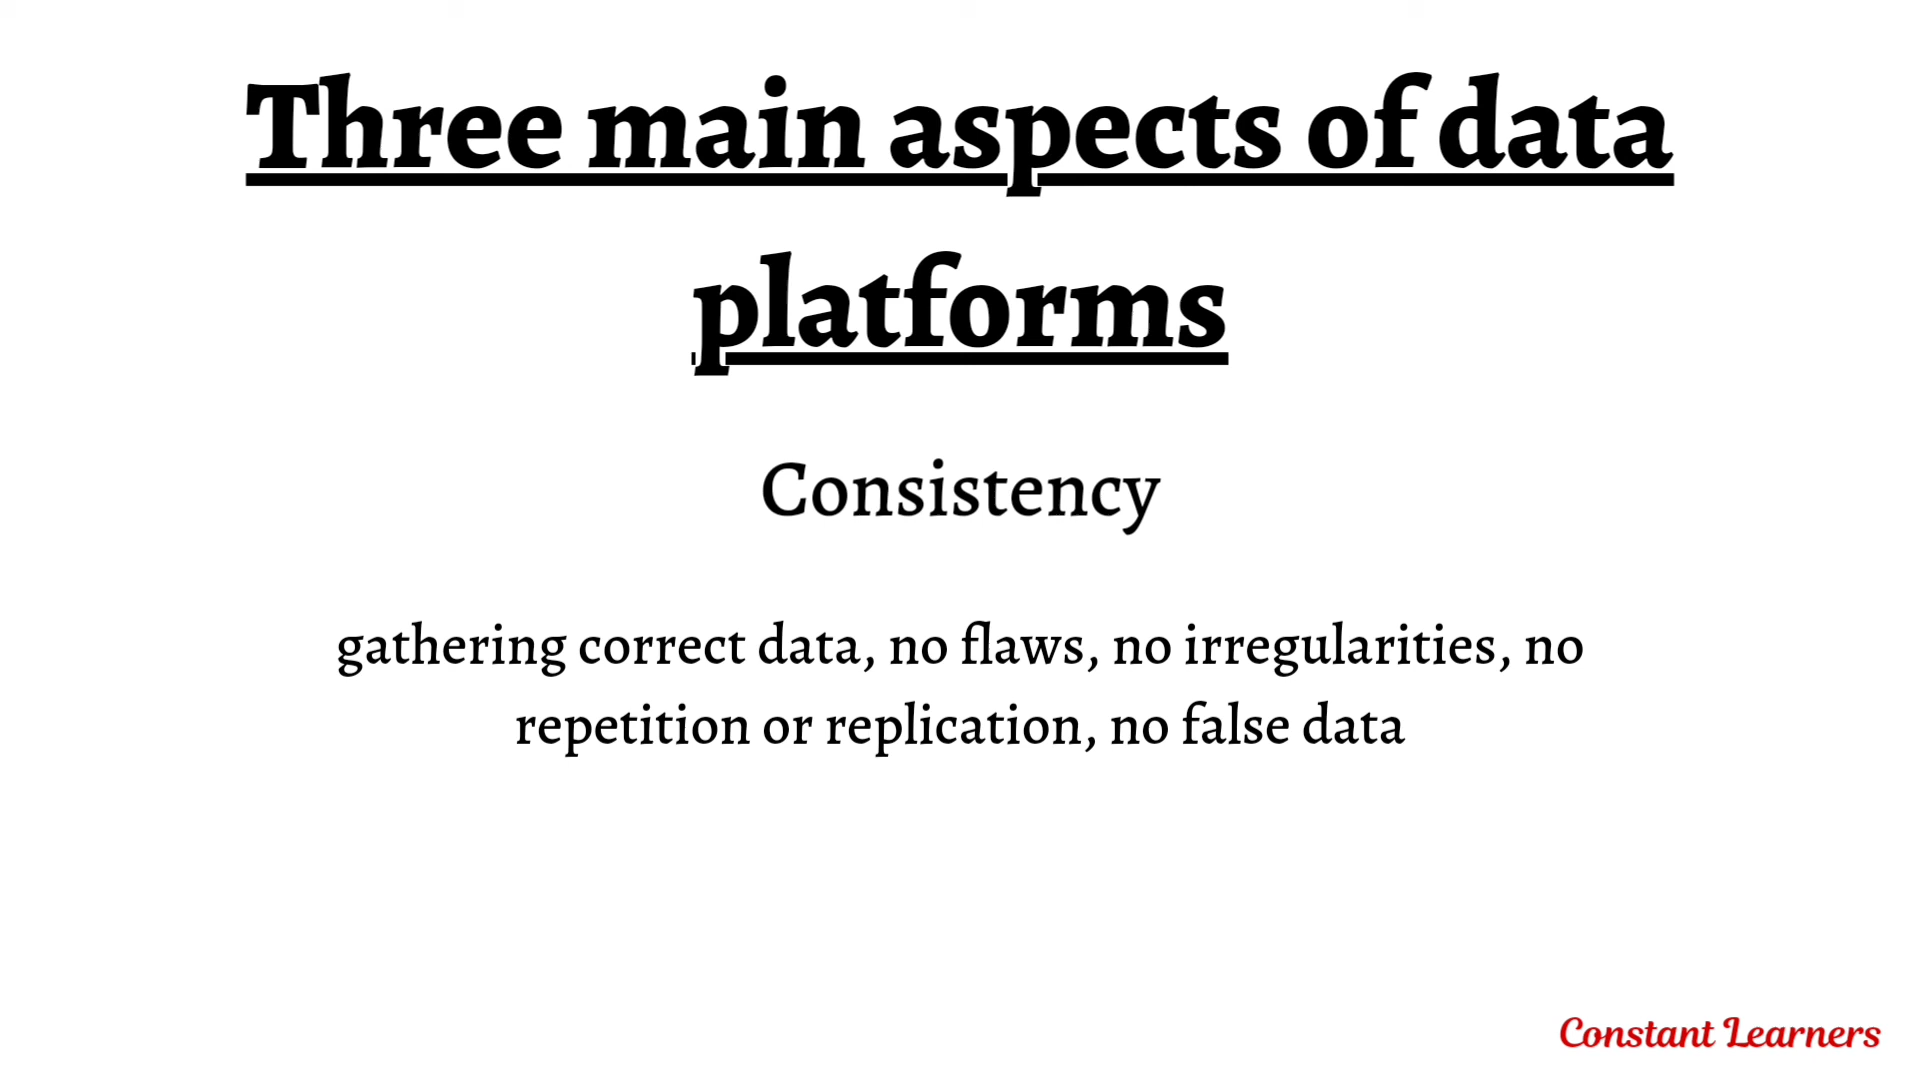 Three main aspects of data
platforms
Consistency
gathering correct data, no flaws, no irregularities, no
repetition or replication, no false data
Constant Learners